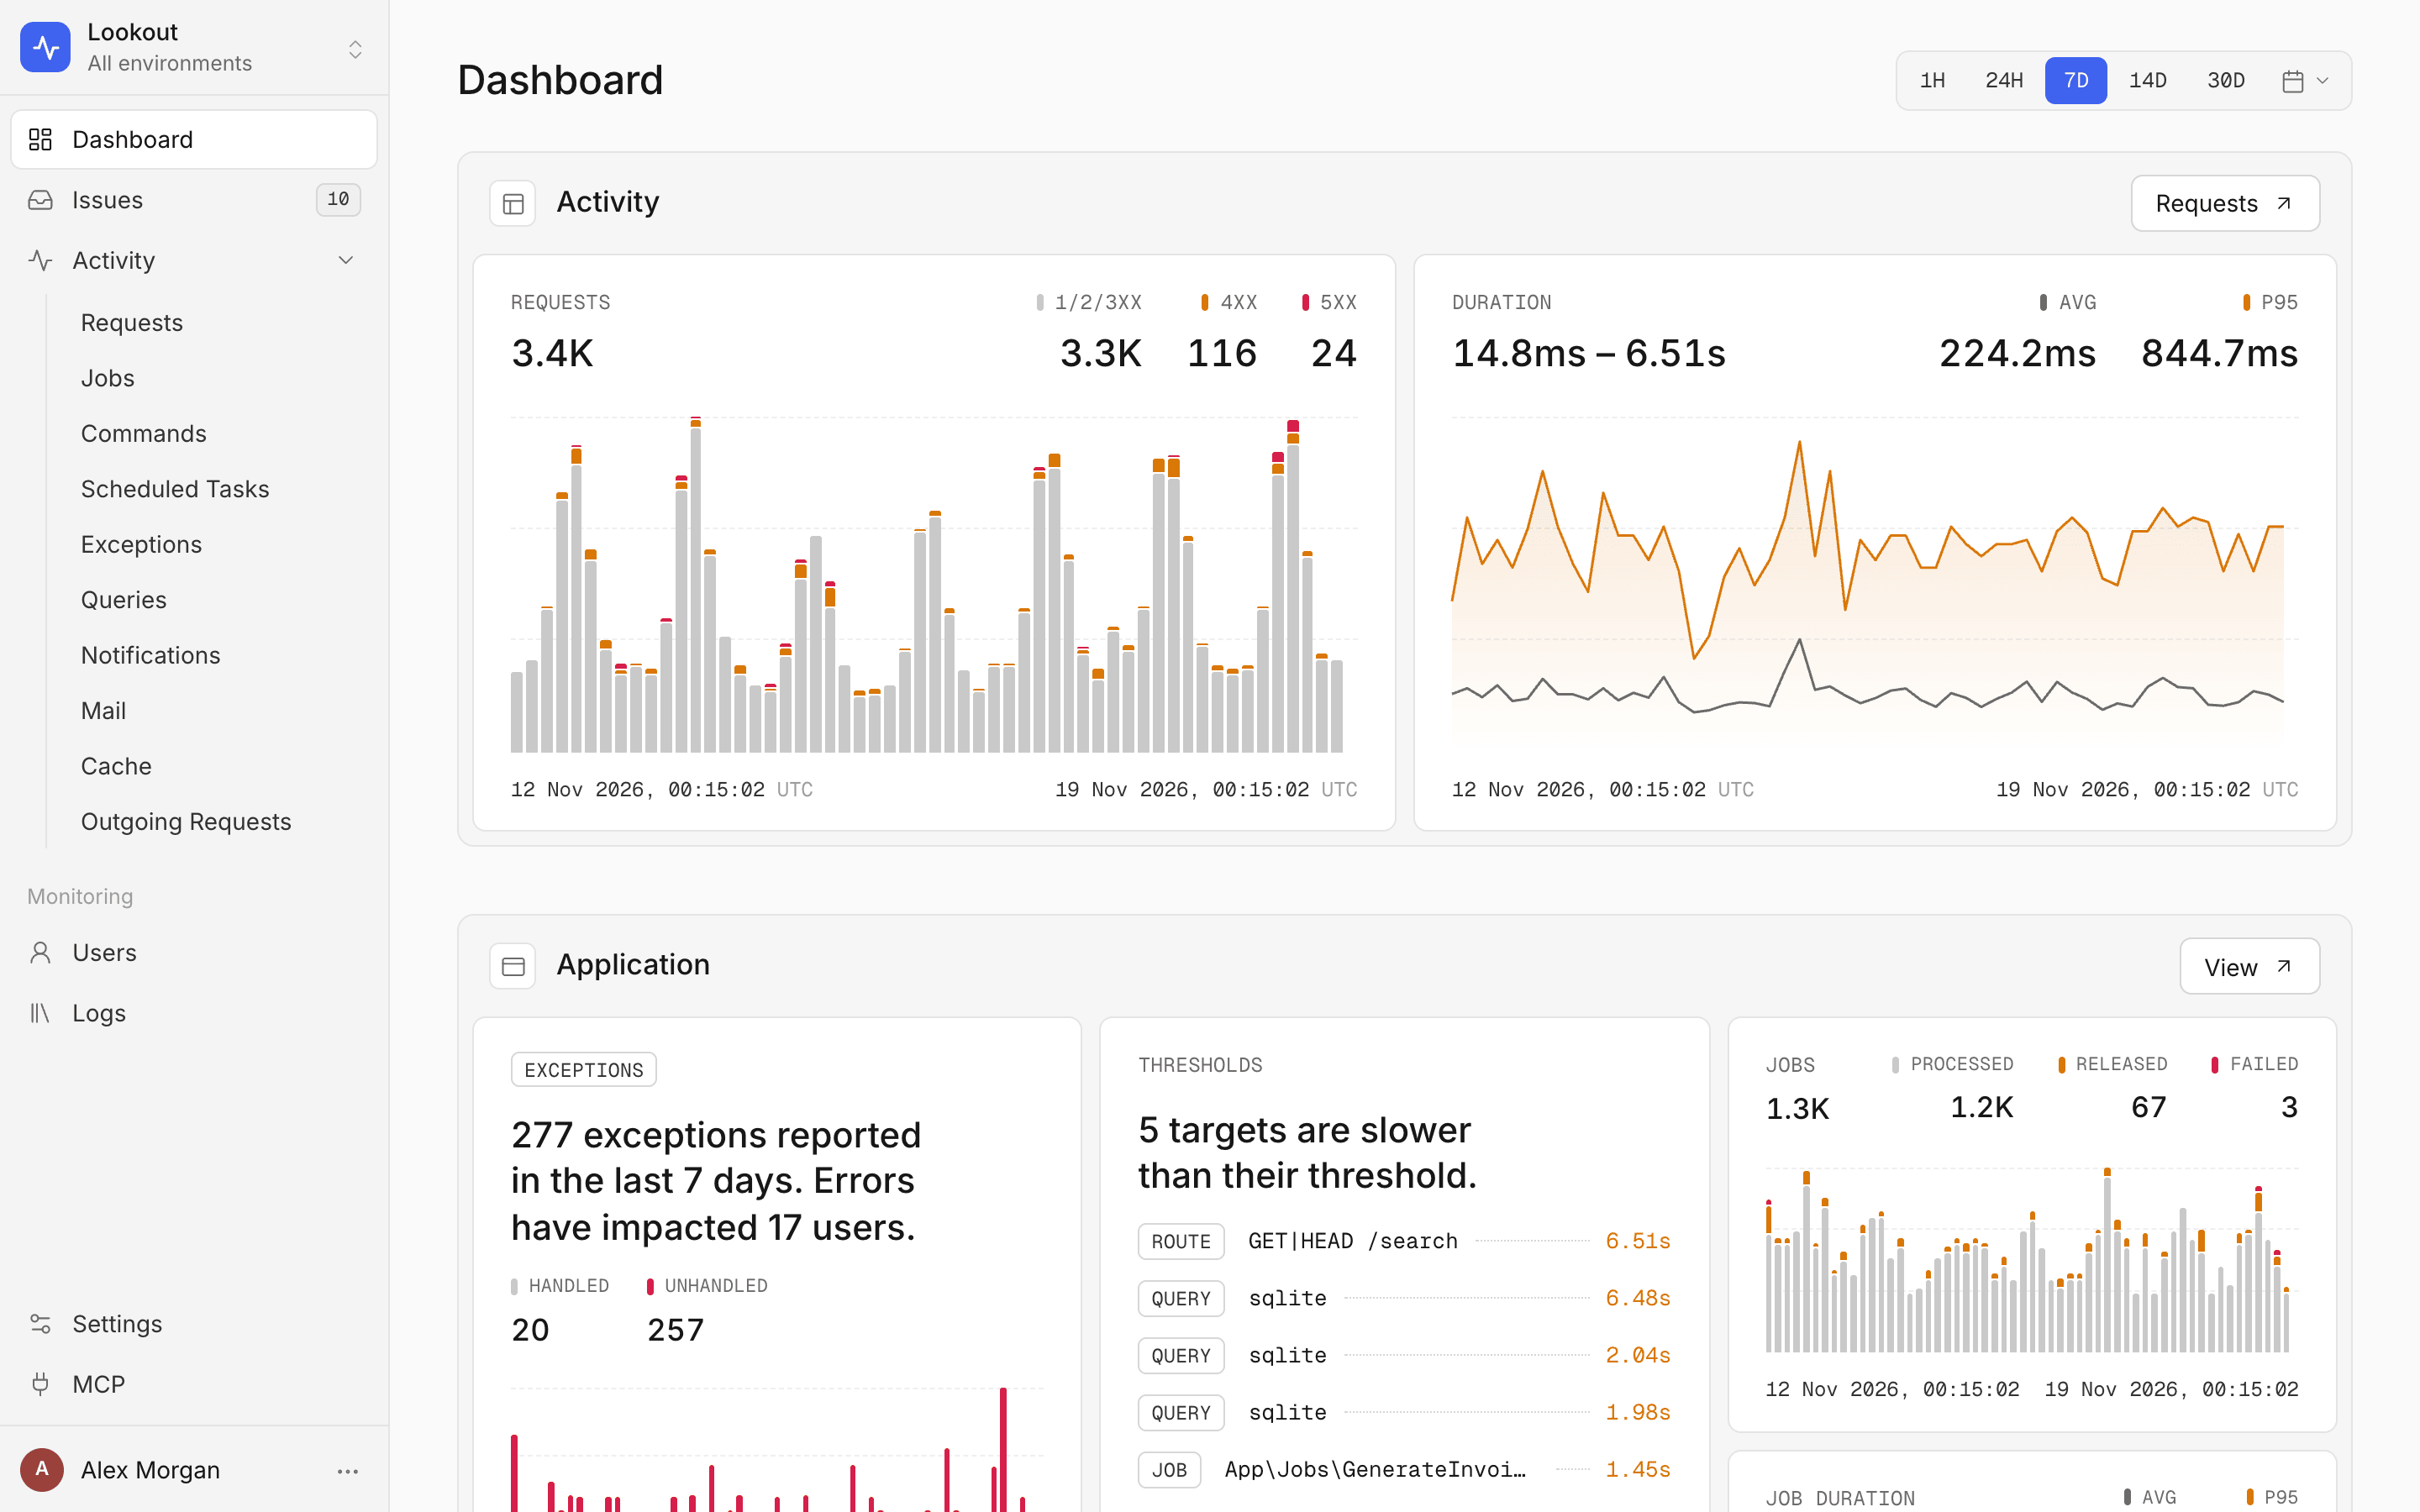 Lookout
All environments
Dashboard
Issues 10
Activity
Requests
Jobs
Commands
Scheduled Tasks
Exceptions
Queries
Notifications
Mail
Cache
Outgoing Requests
Monitoring
Users
Logs
Settings
MCP
A Alex Morgan
Dashboard
1H 24H 7D 14D 30D
Activity
Requests
REQUESTS 1/2/3XX 4XX 5XX
3.4K 3.3K 116 24
12 Nov 2026, 00:15:02 UTC 19 Nov 2026, 00:15:02 UTC
DURATION AVG P95
14.8ms – 6.51s 224.2ms 844.7ms
12 Nov 2026, 00:15:02 UTC 19 Nov 2026, 00:15:02 UTC
Application
View
EXCEPTIONS
277 exceptions reported
in the last 7 days. Errors
have impacted 17 users.
HANDLED UNHANDLED
20 257
THRESHOLDS
5 targets are slower
than their threshold.
ROUTE GET|HEAD /search 6.51s
QUERY sqlite 6.48s
QUERY sqlite 2.04s
QUERY sqlite 1.98s
JOB App\Jobs\GenerateInvoi… 1.45s
JOBS PROCESSED RELEASED FAILED
1.3K 1.2K 67 3
12 Nov 2026, 00:15:02 19 Nov 2026, 00:15:02
JOB DURATION AVG P95